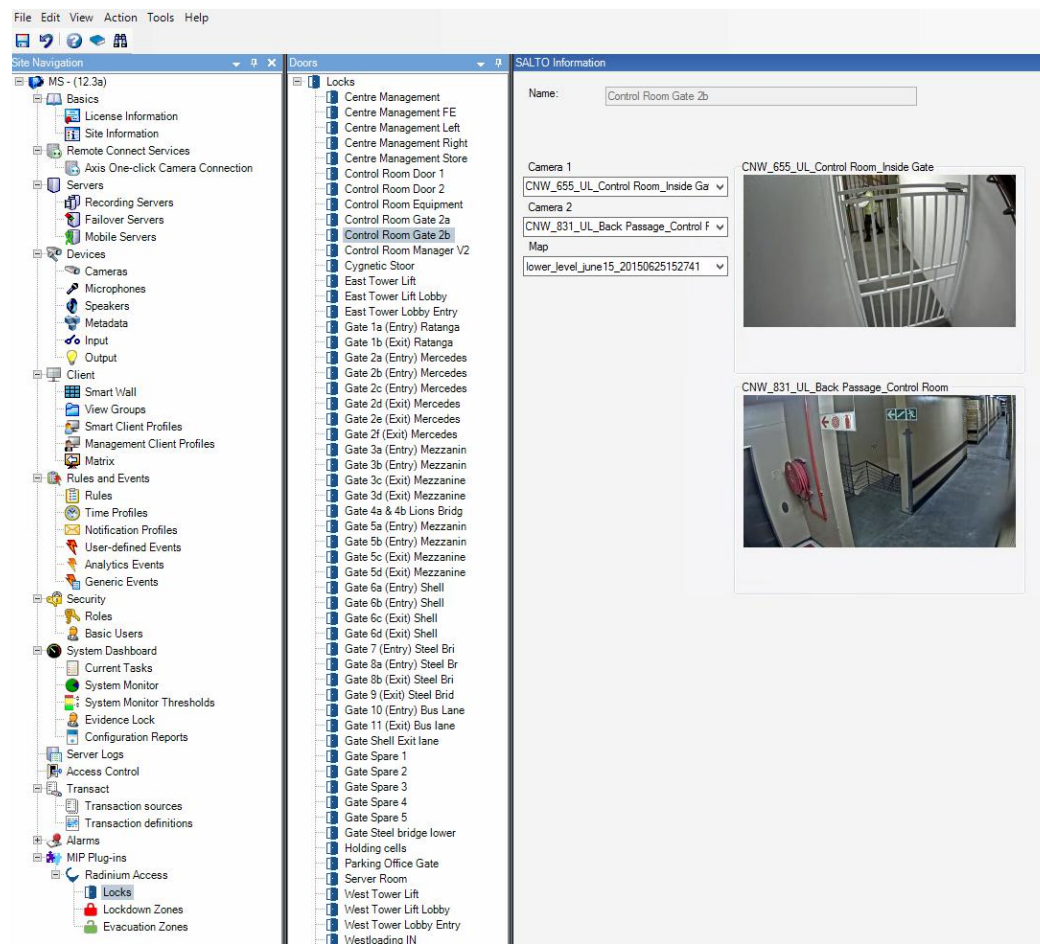 File Edit View Action Tools Help
Site Navigation
MS - (12.3a)
Basics
License Information
Site Information
Remote Connect Services
Axis One-click Camera Connection
Servers
Recording Servers
Failover Servers
Mobile Servers
Devices
Cameras
Microphones
Speakers
Metadata
Input
Output
Client
Smart Wall
View Groups
Smart Client Profiles
Management Client Profiles
Matrix
Rules and Events
Rules
Time Profiles
Notification Profiles
User-defined Events
Analytics Events
Generic Events
Security
Roles
Basic Users
System Dashboard
Current Tasks
System Monitor
System Monitor Thresholds
Evidence Lock
Configuration Reports
Server Logs
Access Control
Transact
Transaction sources
Transaction definitions
Alarms
MIP Plug-ins
Radinium Access
Locks
Lockdown Zones
Evacuation Zones
Doors
Locks
Centre Management
Centre Management FE
Centre Management Left
Centre Management Right
Centre Management Store
Control Room Door 1
Control Room Door 2
Control Room Equipment
Control Room Gate 2a
Control Room Gate 2b
Control Room Manager V2
Cygnetic Stoor
East Tower Lift
East Tower Lift Lobby
East Tower Lobby Entry
Gate 1a (Entry) Ratanga
Gate 1b (Exit) Ratanga
Gate 2a (Entry) Mercedes
Gate 2b (Entry) Mercedes
Gate 2c (Entry) Mercedes
Gate 2d (Exit) Mercedes
Gate 2e (Exit) Mercedes
Gate 2f (Exit) Mercedes
Gate 3a (Entry) Mezzanin
Gate 3b (Entry) Mezzanin
Gate 3c (Exit) Mezzanine
Gate 3d (Exit) Mezzanine
Gate 4a & 4b Lions Bridg
Gate 5a (Entry) Mezzanin
Gate 5b (Entry) Mezzanin
Gate 5c (Exit) Mezzanine
Gate 5d (Exit) Mezzanine
Gate 6a (Entry) Shell
Gate 6b (Entry) Shell
Gate 6c (Exit) Shell
Gate 6d (Exit) Shell
Gate 7 (Entry) Steel Bri
Gate 8a (Entry) Steel Br
Gate 8b (Exit) Steel Bri
Gate 9 (Exit) Steel Brid
Gate 10 (Entry) Bus Lane
Gate 11 (Exit) Bus lane
Gate Shell Exit lane
Gate Spare 1
Gate Spare 2
Gate Spare 3
Gate Spare 4
Gate Spare 5
Gate Steel bridge lower
Holding cells
Parking Office Gate
Server Room
West Tower Lift
West Tower Lift Lobby
West Tower Lobby Entry
Westloading IN
SALTO Information
Name: Control Room Gate 2b
Camera 1
CNW_655_UL_Control Room_Inside Ga
Camera 2
CNW_831_UL_Back Passage_Control F
Map
lower_level_june15_20150625152741
CNW_655_UL_Control Room_Inside Gate
CNW_831_UL_Back Passage_Control Room